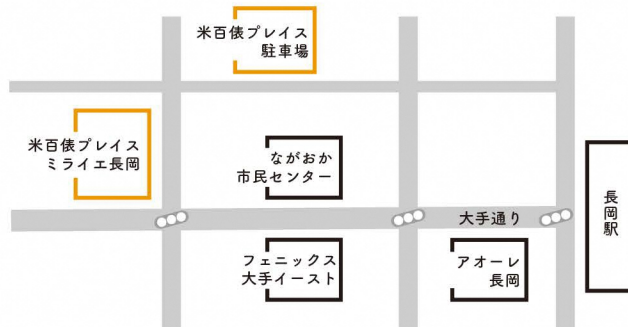 米百俵プレイス
駐車場
米百俵プレイス
ミライエ長岡
ながおか
市民センター
長岡駅
大手通り
フェニックス
大手イースト
アオーレ
長岡